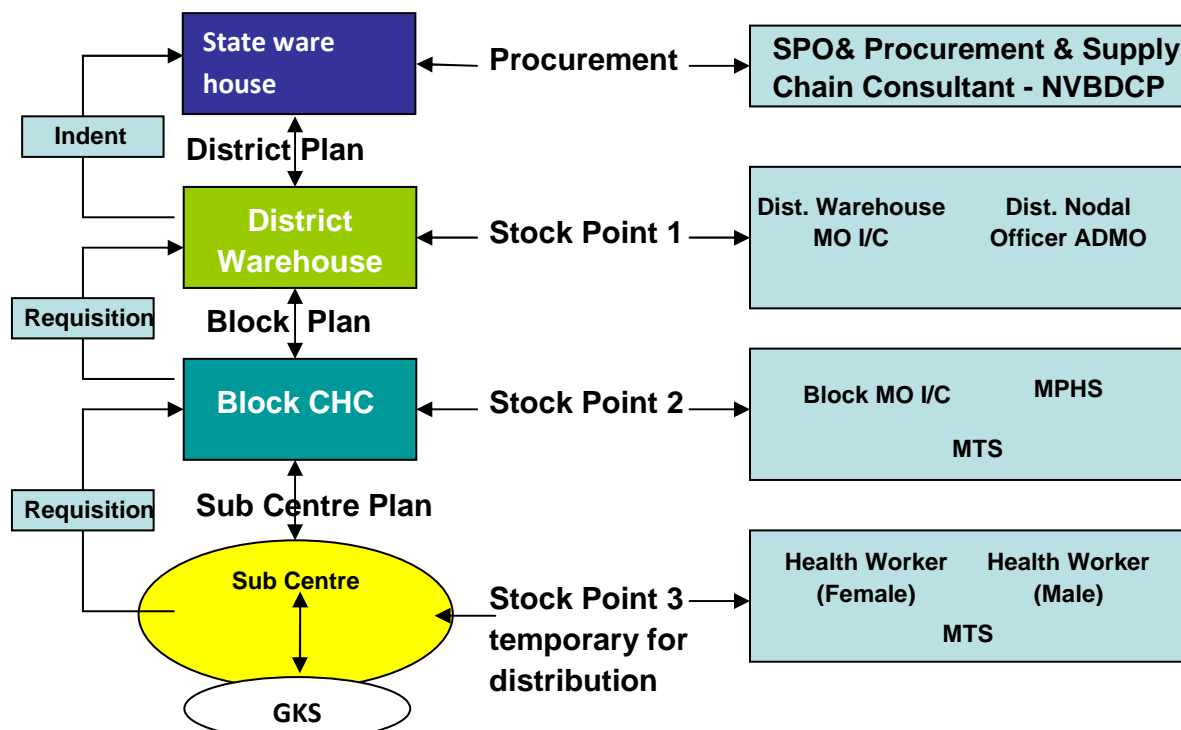 State ware
house
Procurement
SPO& Procurement & Supply
Chain Consultant - NVBDCP
Indent
District Plan
District
Warehouse
Stock Point 1
Dist. Warehouse
MO I/C
Dist. Nodal
Officer ADMO
Requisition
Block Plan
Block CHC
Stock Point 2
Block MO I/C
MPHS
MTS
Requisition
Sub Centre Plan
Sub Centre
Stock Point 3
temporary for
distribution
Health Worker
(Female)
Health Worker
(Male)
MTS
GKS